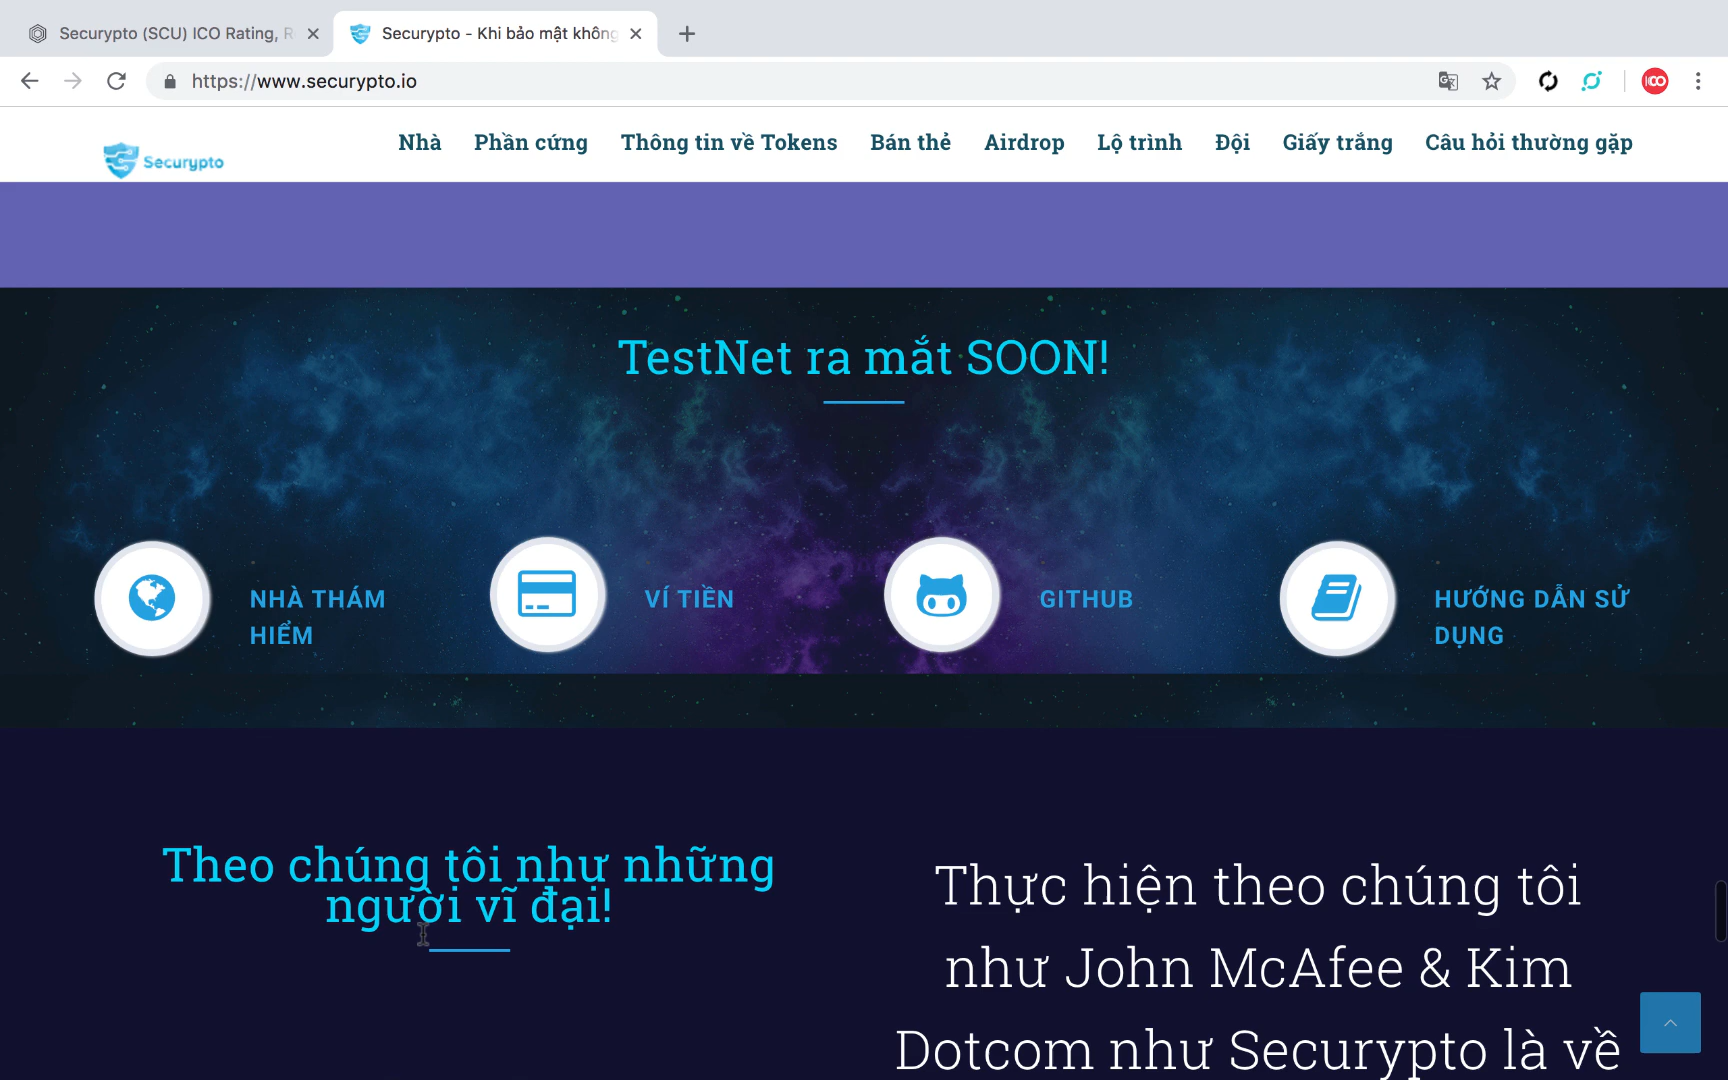 Securypto (SCU) ICO Rating, R
Securypto - Khi bảo mật không
https://www.securypto.io
Securypto
Nhà Phần cứng Thông tin về Tokens Bán thẻ Airdrop Lộ trình Đội Giấy trắng Câu hỏi thường gặp
TestNet ra mắt SOON!
NHÀ THÁM
HIỂM
VÍ TIỀN
GITHUB
HƯỚNG DẪN SỬ
DỤNG
Theo chúng tôi như những
người vĩ đại!
Thực hiện theo chúng tôi
như John McAfee & Kim
Dotcom như Securypto là về